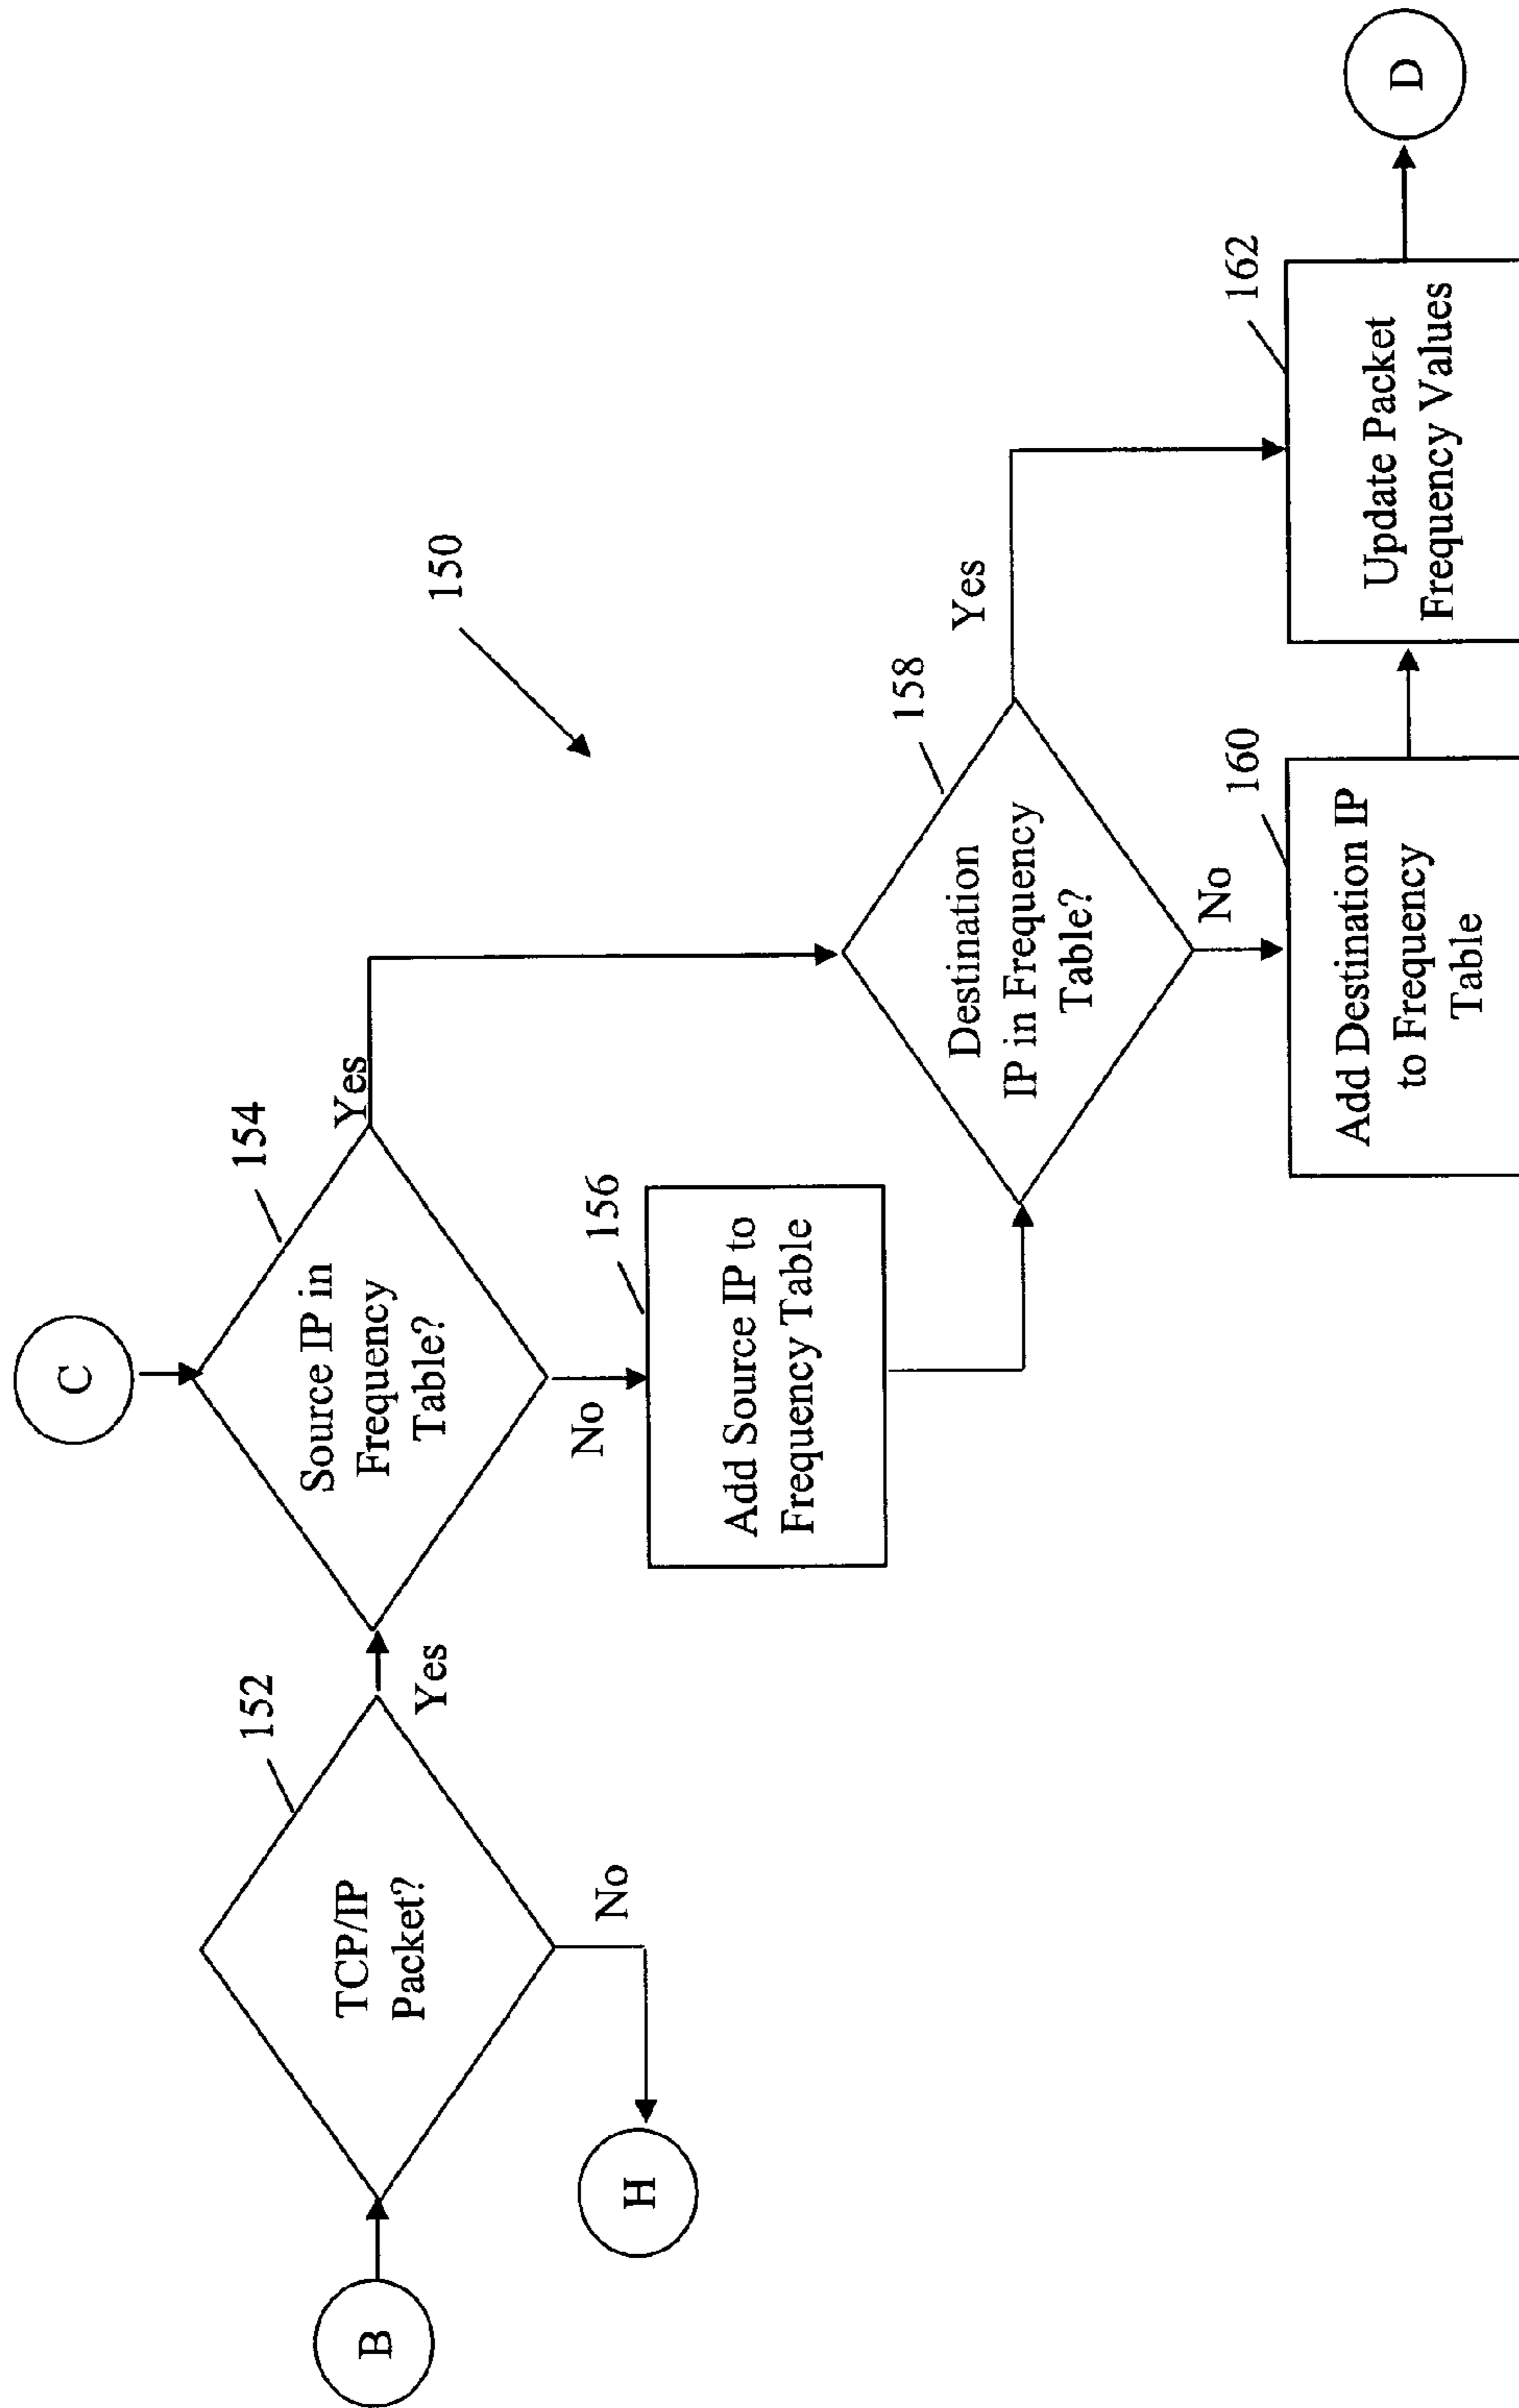 C
150
152
154
TCP/IP
Packet?
Source IP in
Frequency
Table?
Yes
Yes
B
No
No
H
156
Add Source IP to
Frequency Table
158
Destination
IP in Frequency
Table?
Yes
No
160
Add Destination IP
to Frequency
Table
162
Update Packet
Frequency Values
D